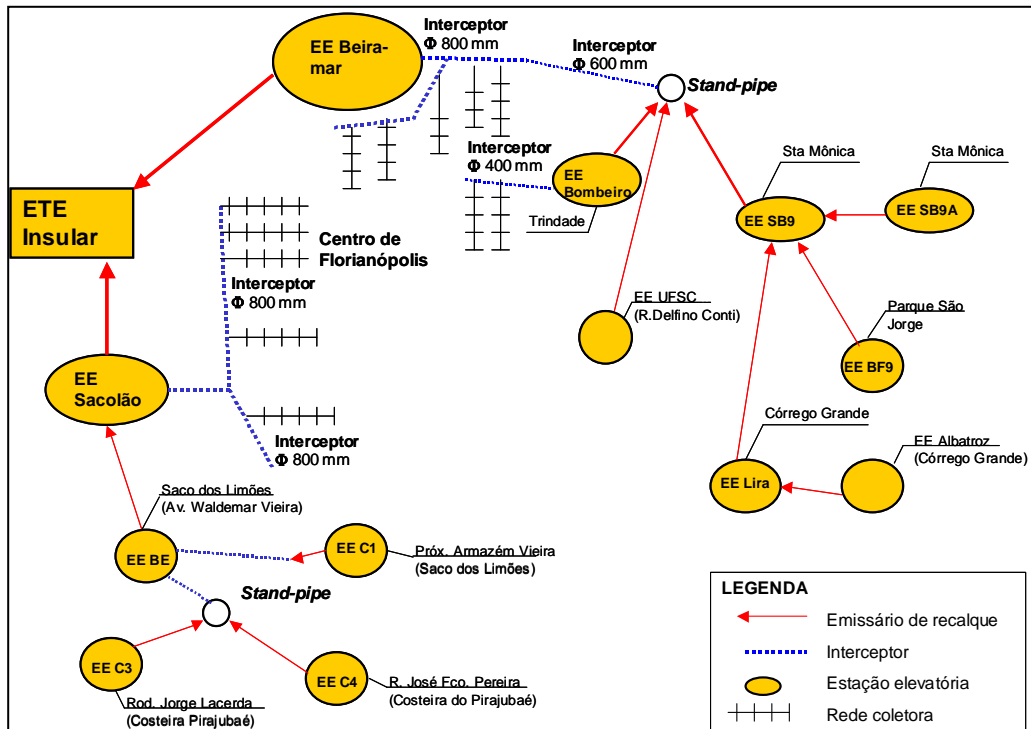 EE Beira-
mar
Interceptor
Φ 800 mm
Interceptor
Φ 600 mm
Stand-pipe
Interceptor
Φ 400 mm
EE
Bombeiro
Trindade
Sta Mônica
EE SB9
Sta Mônica
EE SB9A
ETE
Insular
Centro de
Florianópolis
Interceptor
Φ 800 mm
EE UFSC
(R.Delfino Conti)
Parque São
Jorge
EE BF9
EE
Sacolão
Interceptor
Φ 800 mm
Córrego Grande
EE Lira
EE Albatroz
(Córrego Grande)
Saco dos Limões
(Av. Waldemar Vieira)
EE BE
EE C1
Próx. Armazém Vieira
(Saco dos Limões)
Stand-pipe
EE C3
Rod. Jorge Lacerda
(Costeira Pirajubaé)
EE C4
R. José Fco. Pereira
(Costeira do Pirajubaé)
LEGENDA
Emissário de recalque
Interceptor
Estação elevatória
Rede coletora